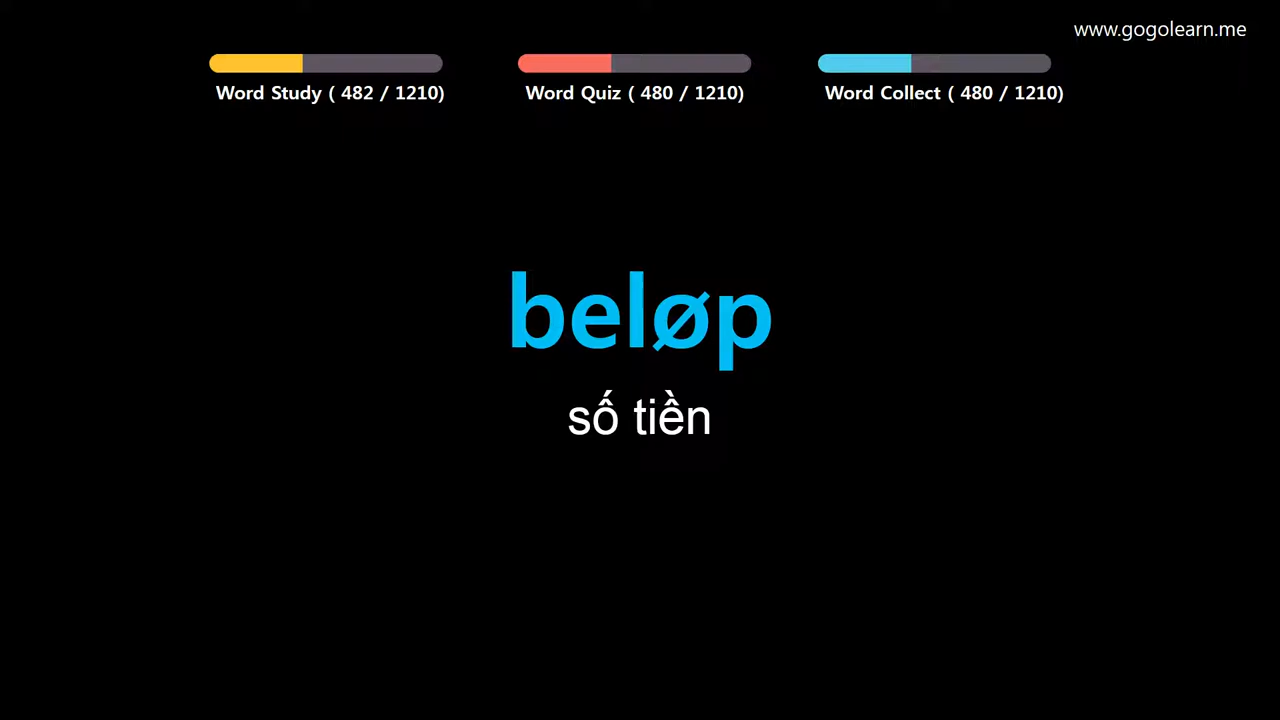 www.gogolearn.me
Word Study ( 482 / 1210)
Word Quiz ( 480 / 1210)
Word Collect ( 480 / 1210)
beløp
số tiền